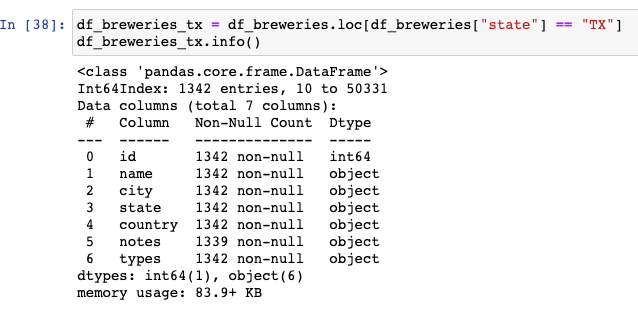 In [38]: df_breweries_tx = df_breweries.loc[df_breweries["state"] == "TX"]
df_breweries_tx.info()
<class 'pandas.core.frame.DataFrame'>
Int64Index: 1342 entries, 10 to 50331
Data columns (total 7 columns):
 #   Column   Non-Null Count  Dtype
---  ------   --------------  -----
 0   id       1342 non-null   int64
 1   name     1342 non-null   object
 2   city     1342 non-null   object
 3   state    1342 non-null   object
 4   country  1342 non-null   object
 5   notes    1339 non-null   object
 6   types    1342 non-null   object
dtypes: int64(1), object(6)
memory usage: 83.9+ KB